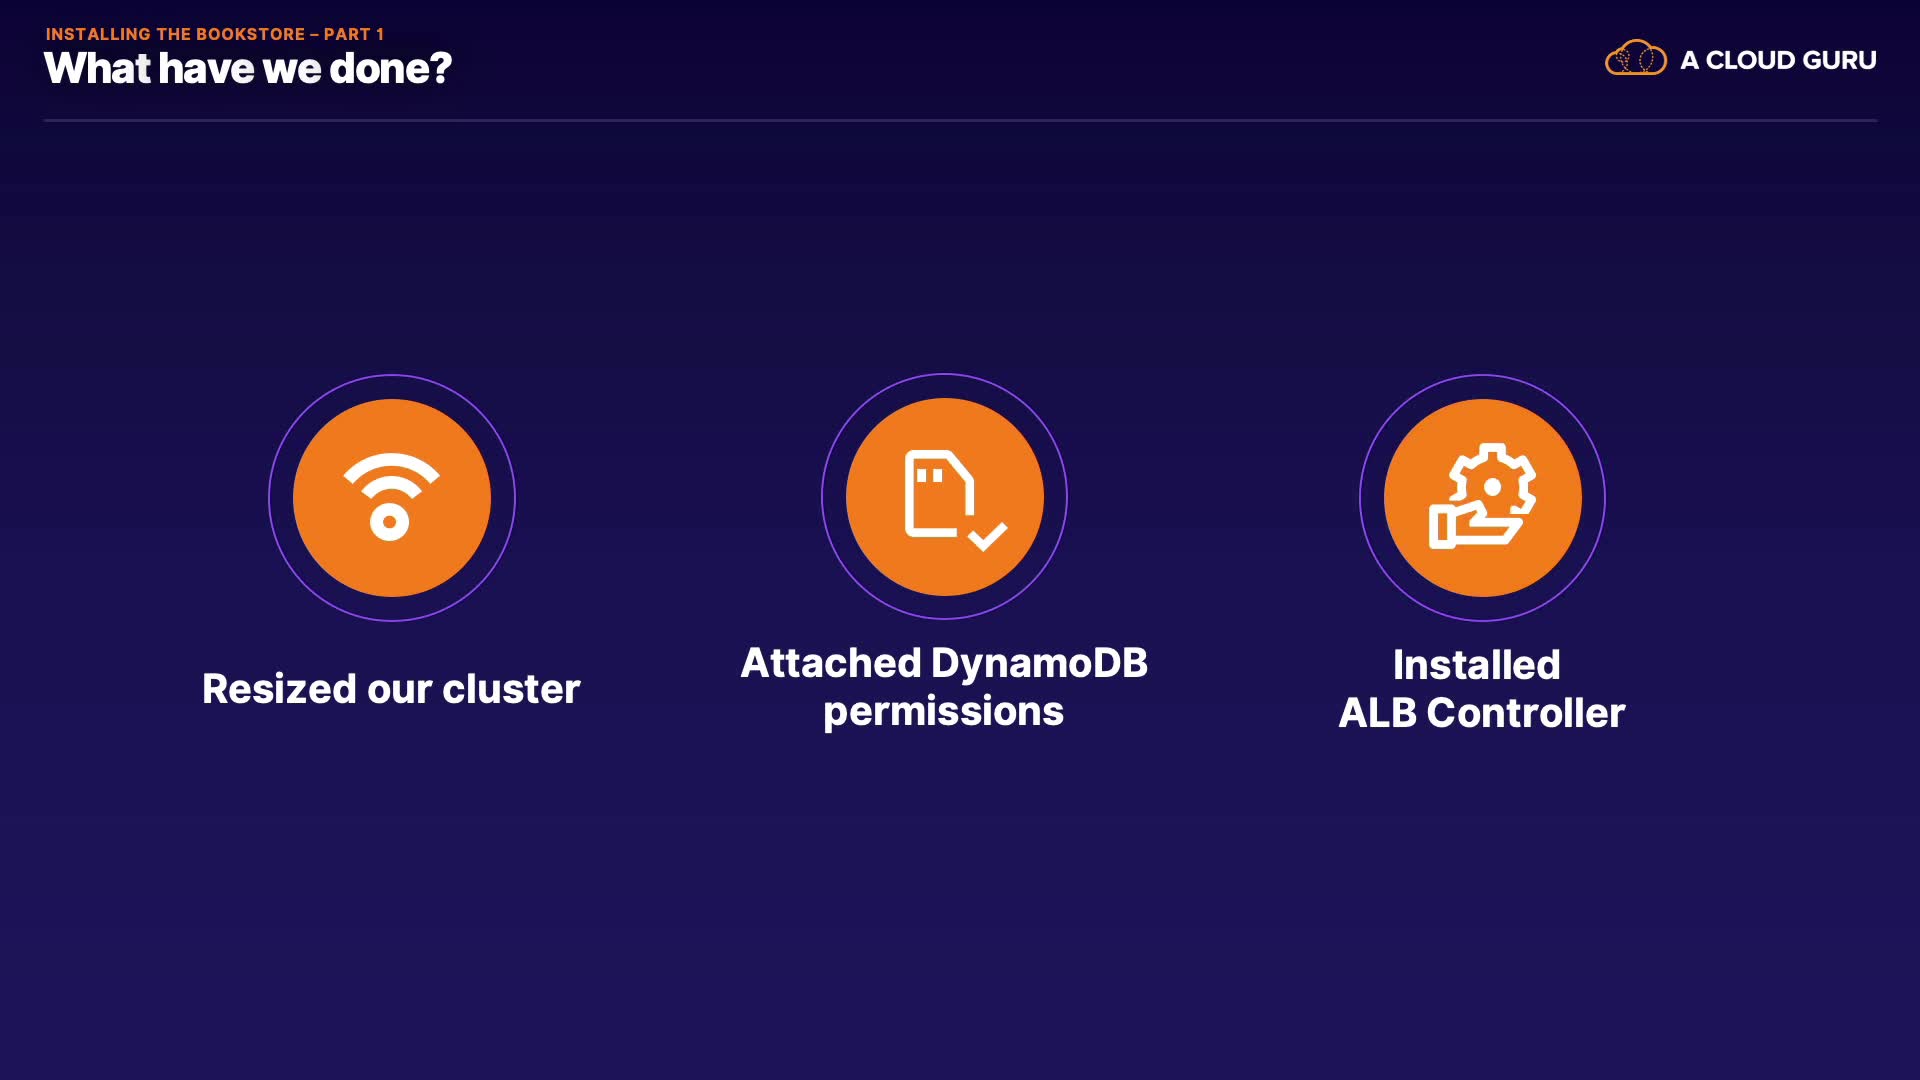 INSTALLING THE BOOKSTORE – PART 1
What have we done?
A CLOUD GURU
Resized our cluster
Attached DynamoDB
permissions
Installed
ALB Controller